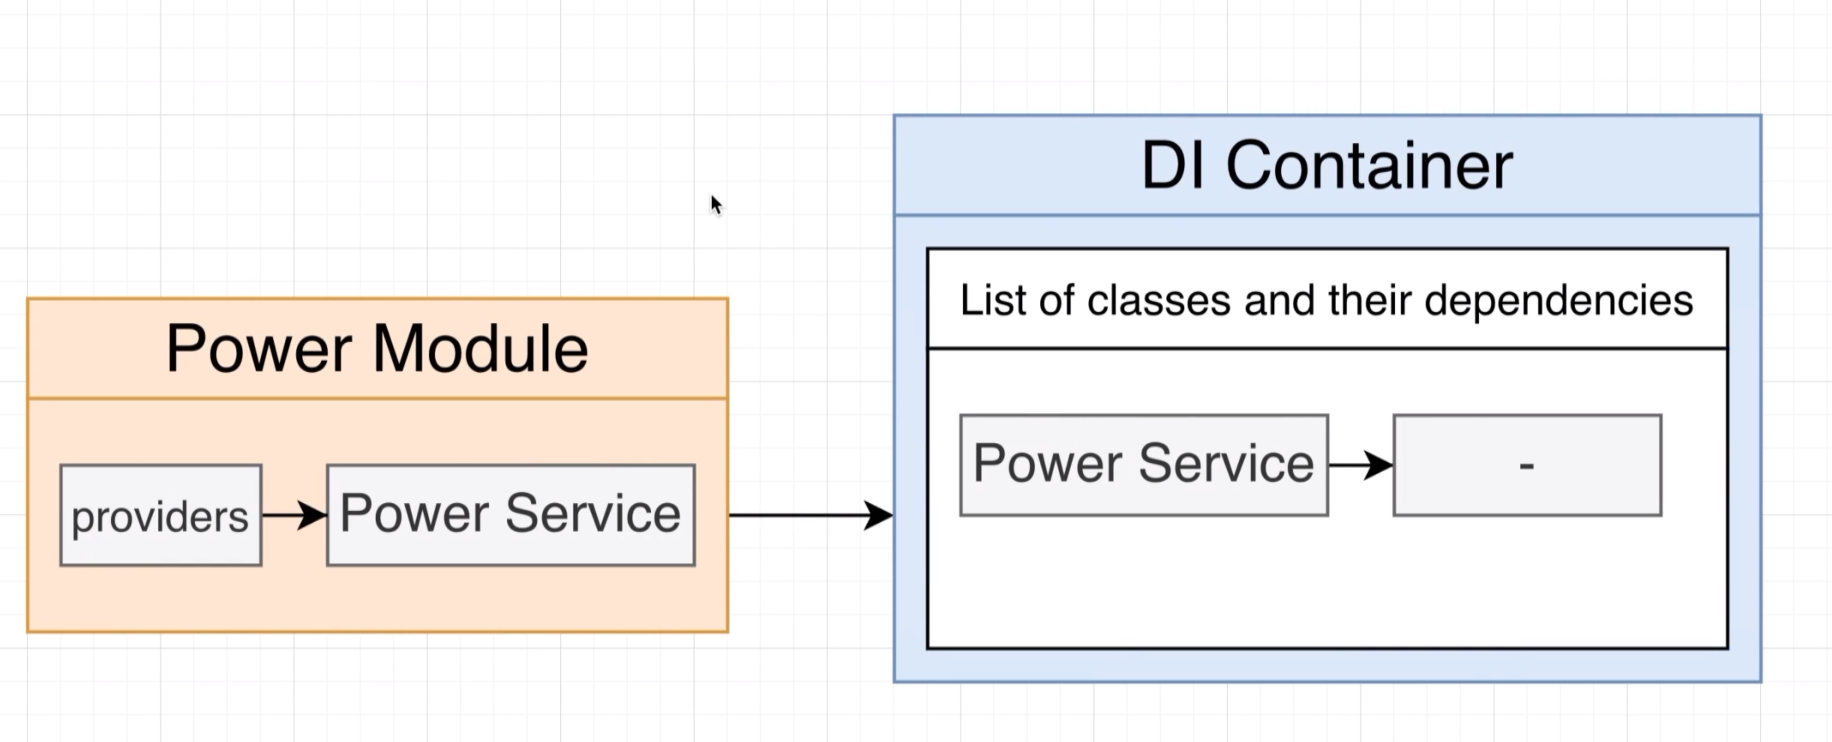 DI Container
List of classes and their dependencies
Power Module
Power Service
-
providers
Power Service